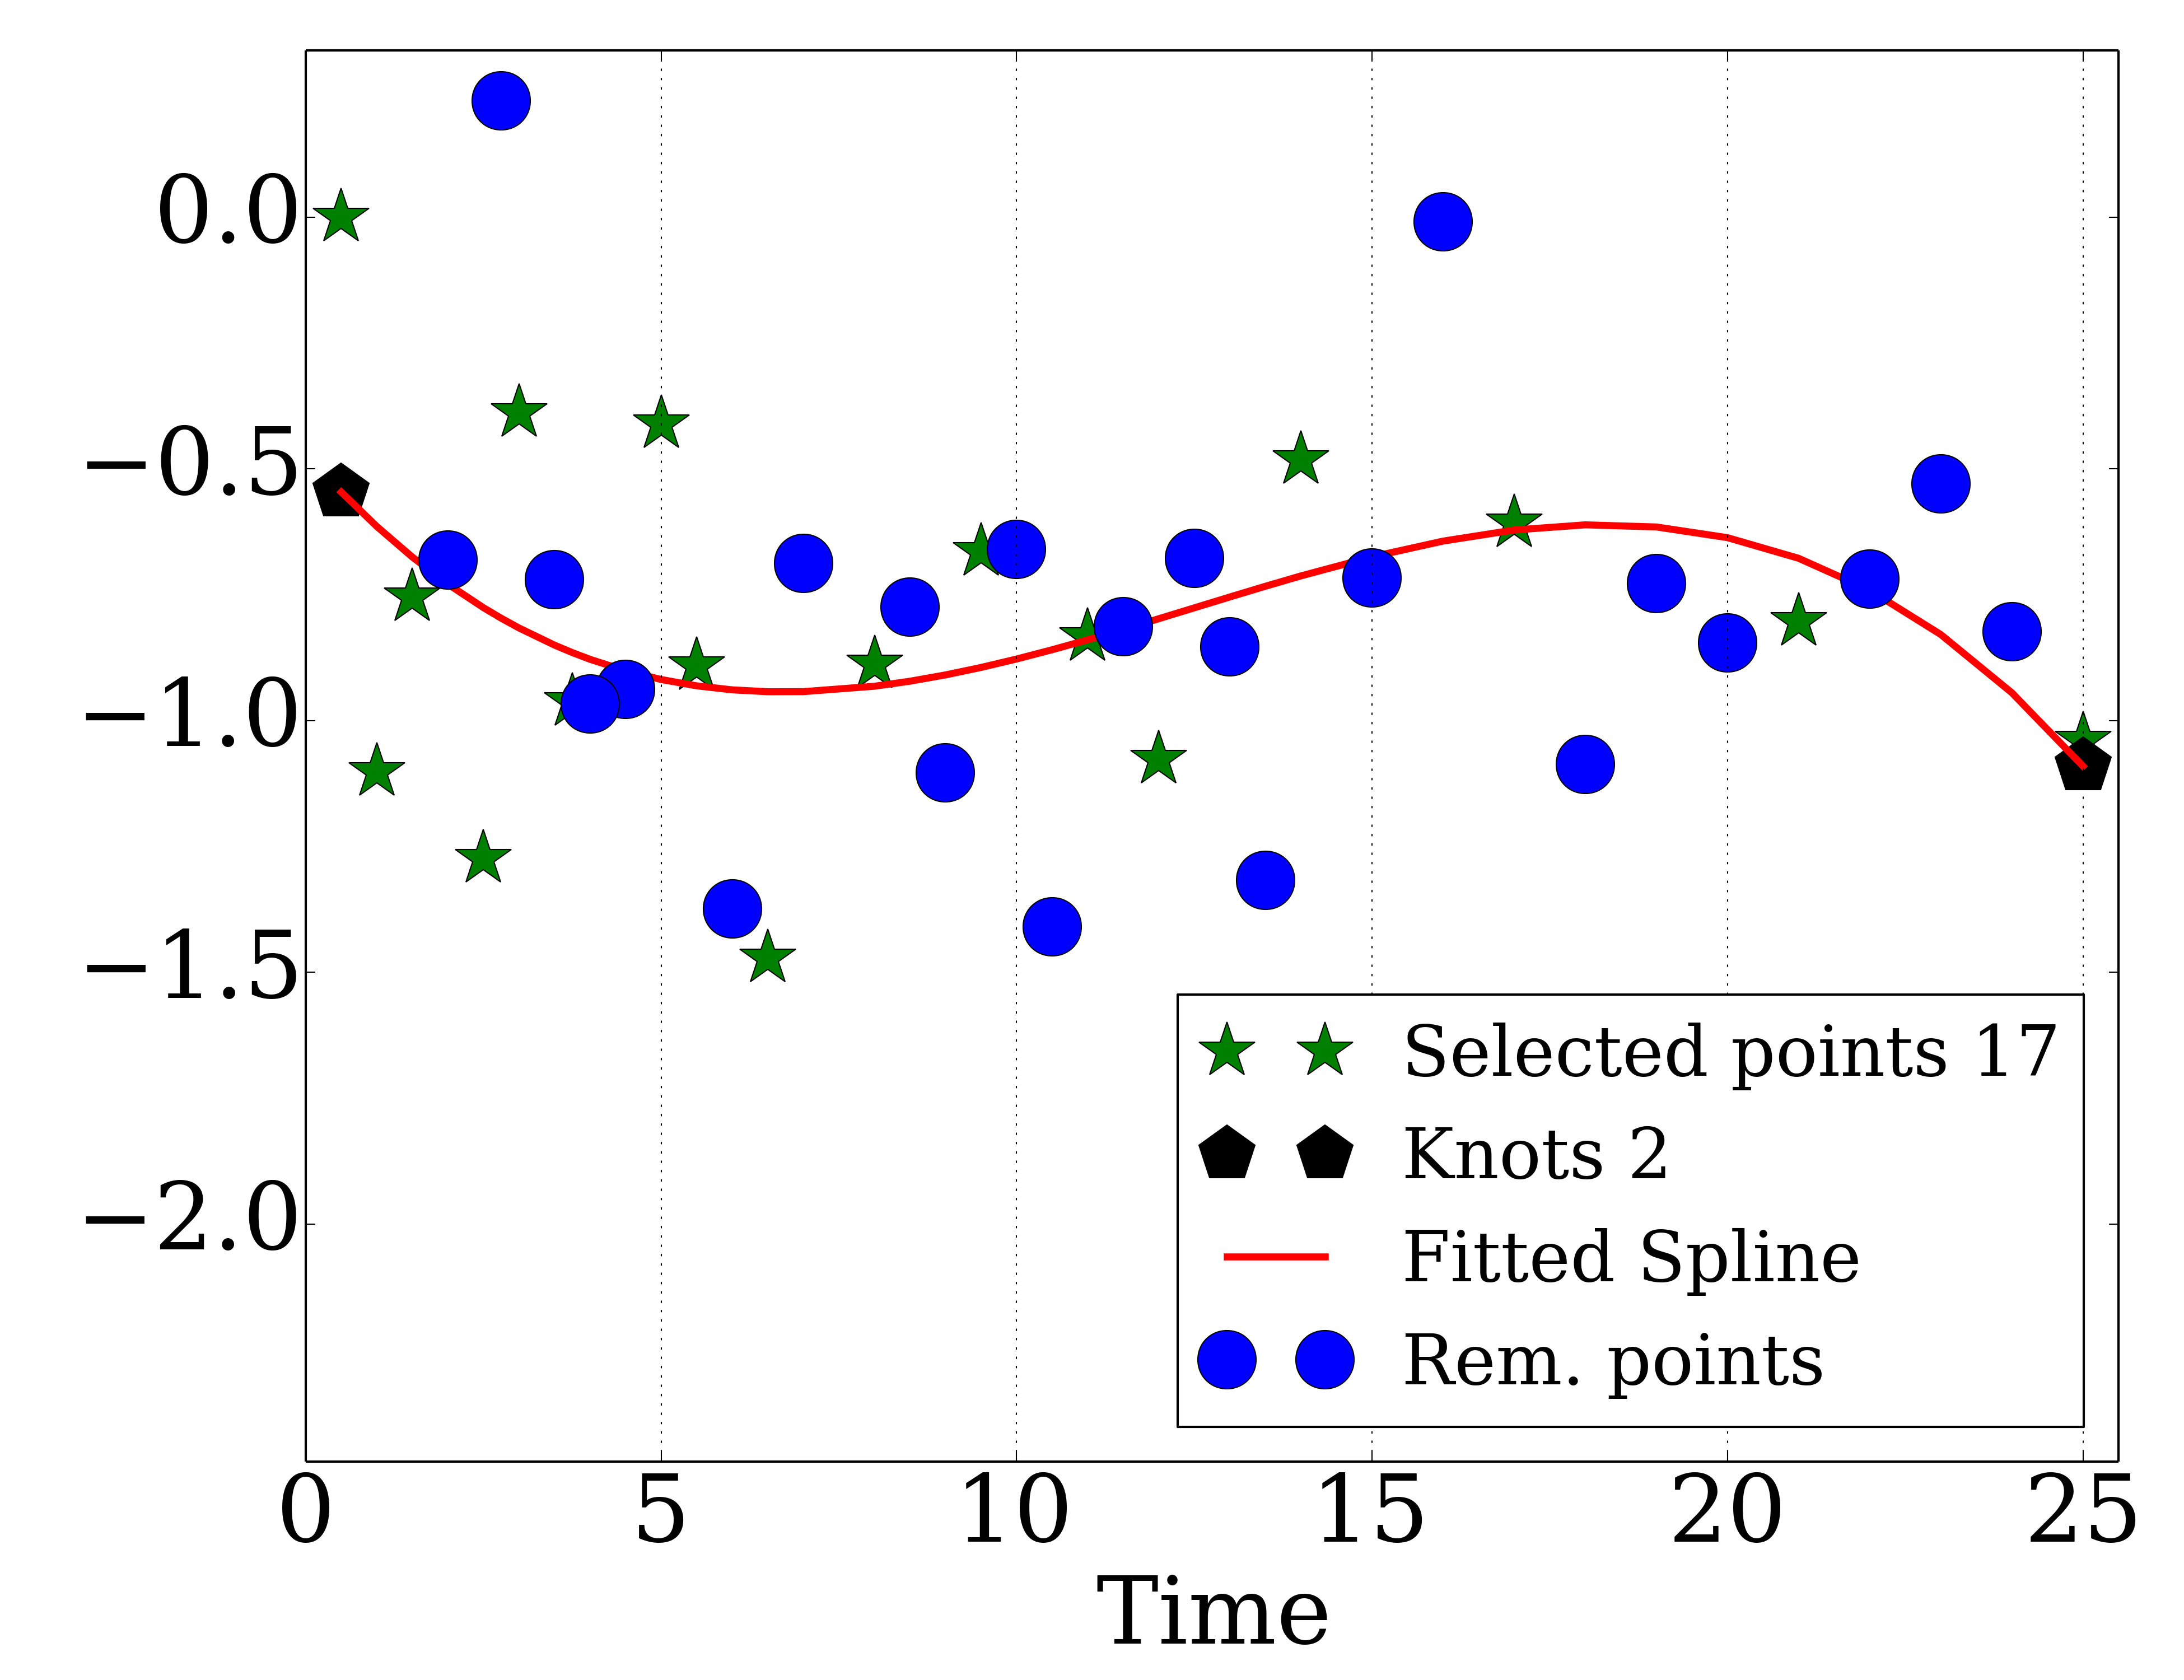 0.0
−0.5
−1.0
−1.5
−2.0
Selected points 17
Knots 2
Fitted Spline
Rem. points
0 5 10 15 20 25
Time